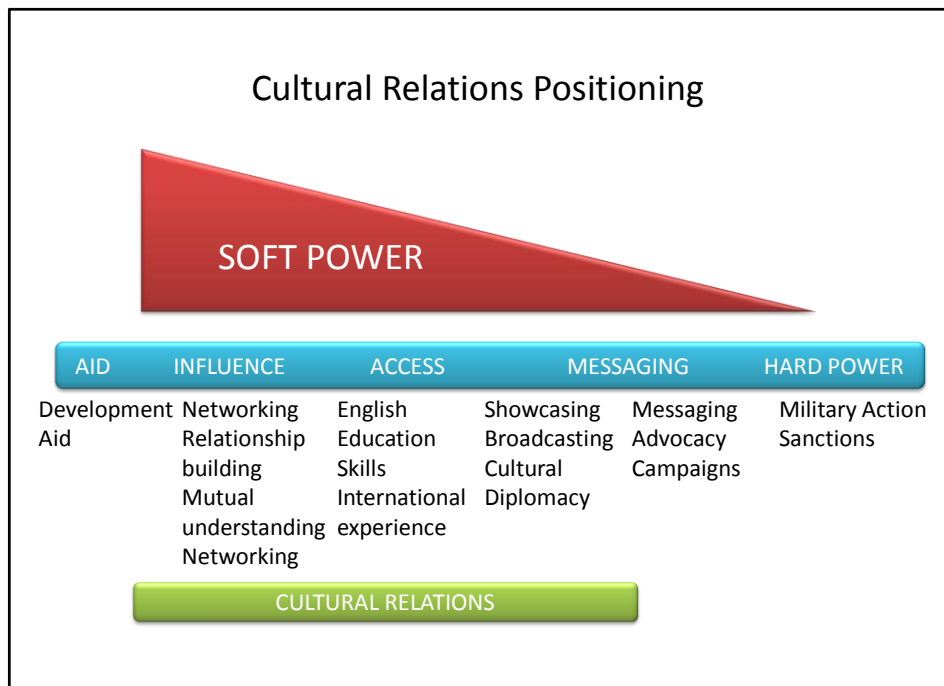 Cultural Relations Positioning
SOFT POWER
AID INFLUENCE ACCESS MESSAGING HARD POWER
Development
Aid
Networking
Relationship
building
Mutual
understanding
Networking
English
Education
Skills
International
experience
Showcasing
Broadcasting
Cultural
Diplomacy
Messaging
Advocacy
Campaigns
Military Action
Sanctions
CULTURAL RELATIONS